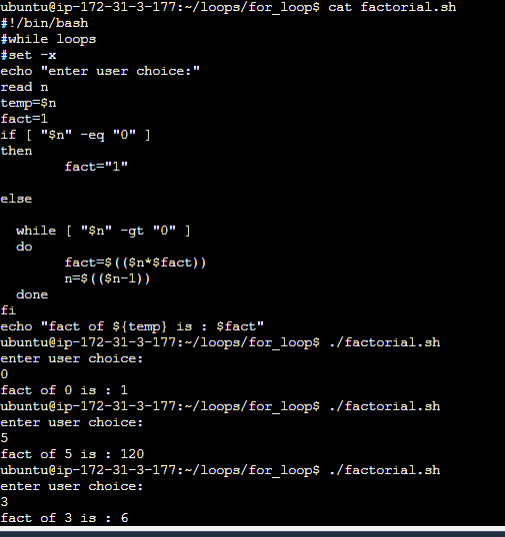 ubuntu@ip-172-31-3-177:~/loops/for_loop$ cat factorial.sh
#!/bin/bash
#while loops
#set -x
echo "enter user choice:"
read n
temp=$n
fact=1
if [ "$n" -eq "0" ]
then
        fact="1"

else

  while [ "$n" -gt "0" ]
  do
        fact=$(($n*$fact))
        n=$(($n-1))
  done
fi
echo "fact of ${temp} is : $fact"
ubuntu@ip-172-31-3-177:~/loops/for_loop$ ./factorial.sh
enter user choice:
0
fact of 0 is : 1
ubuntu@ip-172-31-3-177:~/loops/for_loop$ ./factorial.sh
enter user choice:
5
fact of 5 is : 120
ubuntu@ip-172-31-3-177:~/loops/for_loop$ ./factorial.sh
enter user choice:
3
fact of 3 is : 6